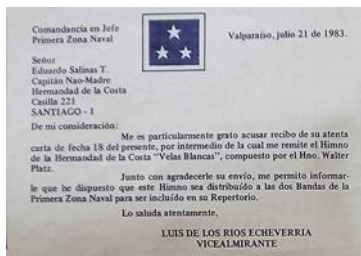 Comandancia en Jefe
Primera Zona Naval
Valparaíso, julio 21 de 1983.
Señor
Eduardo Salinas T.
Capitán Nao-Madre
Hermandad de la Costa
Casilla 221
SANTIAGO - 1
De mi consideración:
Me es particularmente grato acusar recibo de su atenta
carta de fecha 18 del presente, por intermedio de la cual me remite el Himno
de la Hermandad de la Costa "Velas Blancas", compuesto por el Hno. Walter
Platz.
Junto con agradecerle su envío, me permito informar-
le que he dispuesto que este Himno sea distribuído a las dos Bandas de la
Primera Zona Naval para ser incluído en su Repertorio.
Lo saluda atentamente,
LUIS DE LOS RIOS ECHEVERRIA
VICEALMIRANTE